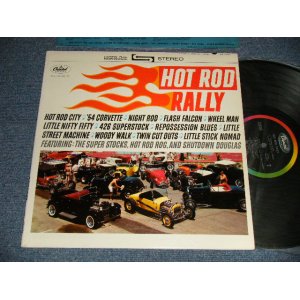 STEREO
HOT ROD
RALLY
HOT ROD CITY · '54 CORVETTE · NIGHT ROD · FLASH FALCON · WHEEL MAN
LITTLE NIFTY FIFTY · 426 SUPERSTOCK · REPOSSESSION BLUES · LITTLE
STREET MACHINE · WOODY WALK · TWIN CUT OUTS · LITTLE STICK NOMAD
FEATURING: THE SUPER STOCKS, HOT ROD ROG, AND SHUTDOWN DOUGLAS